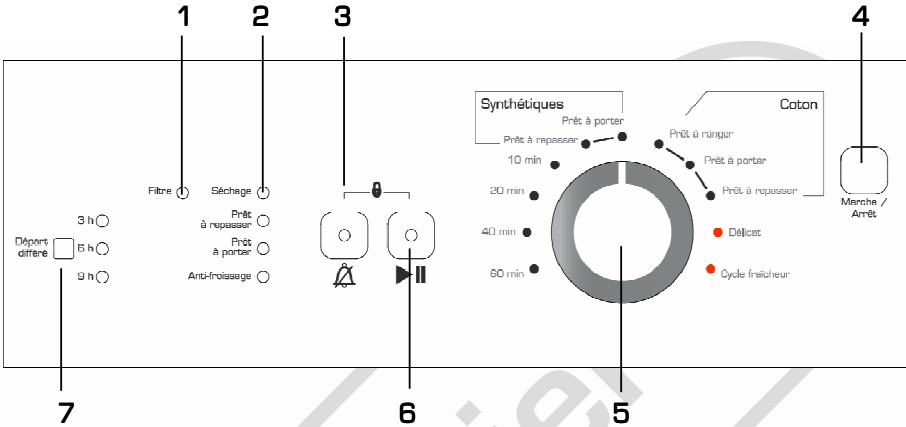 1
2
3
4
Synthétiques
Coton
Prêt à porter
Prêt à ranger
Prêt à repasser
10 min
Prêt à porter
Filtre
Séchage
20 min
Prêt à repasser
Marche /
Arrêt
3 h
Prêt
à repasser
Départ
différé
6 h
Prêt
à porter
40 min
Délicat
9 h
Anti-froissage
60 min
Cycle fraîcheur
7
6
5